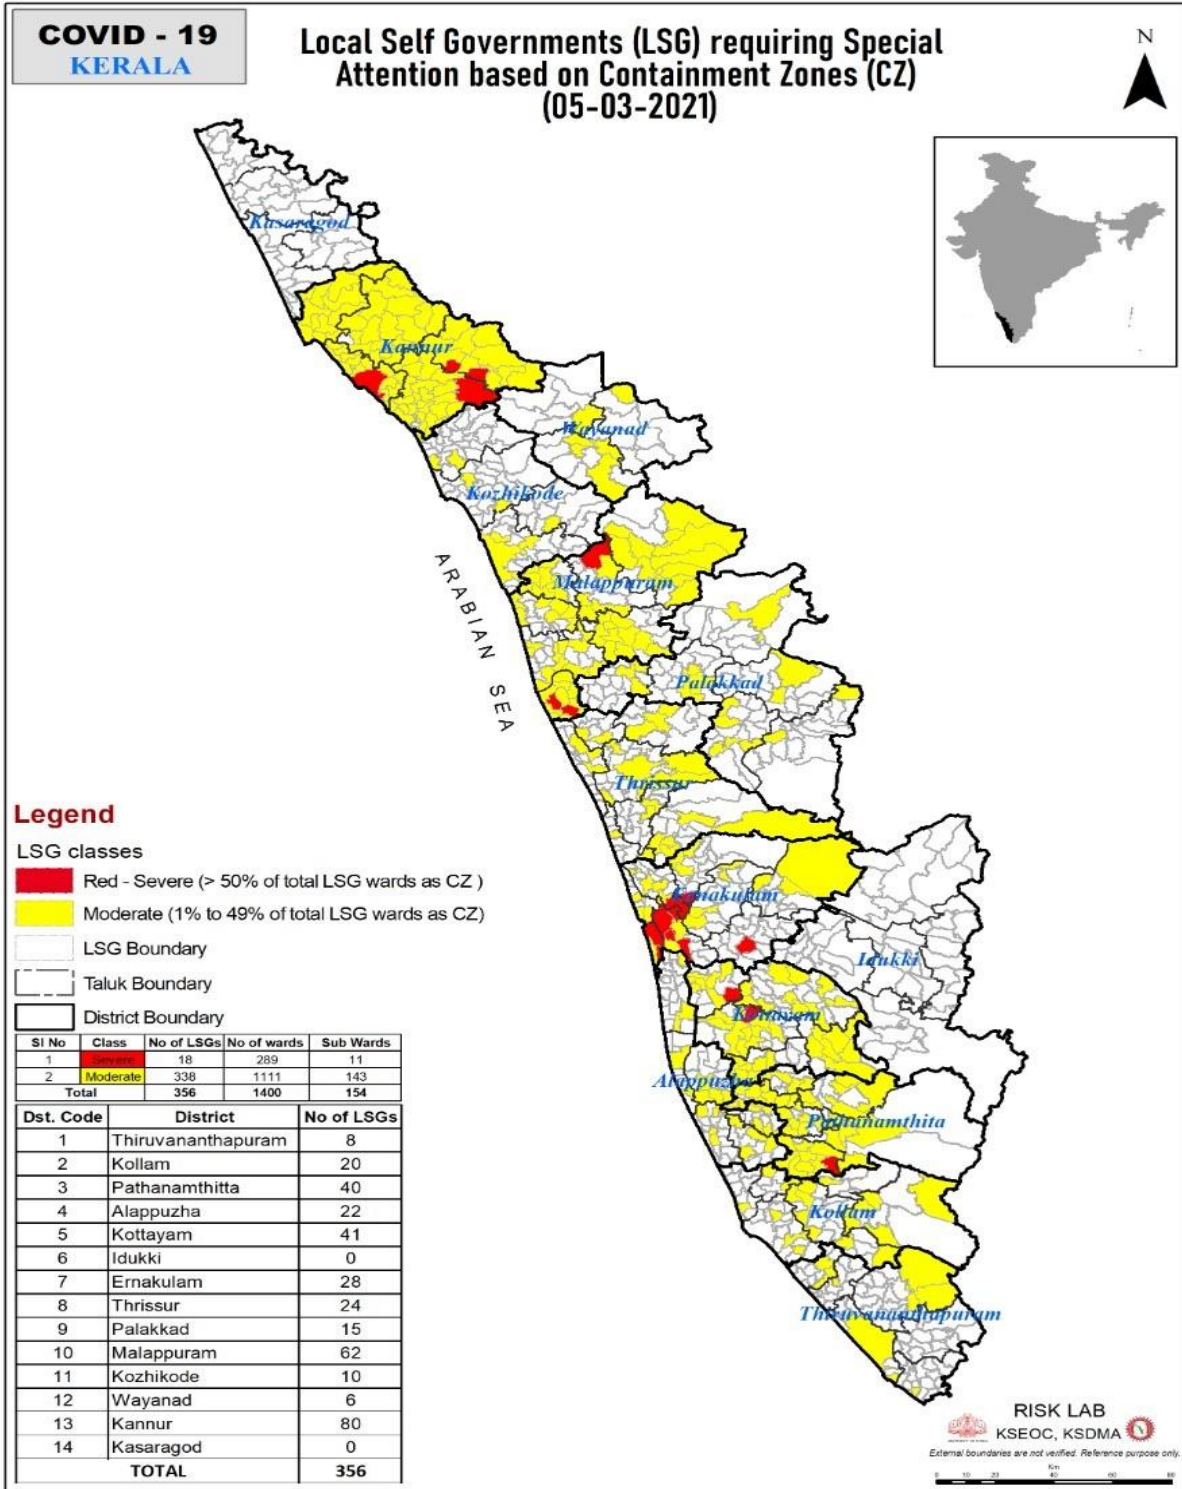 COVID - 19
KERALA
Local Self Governments (LSG) requiring Special
Attention based on Containment Zones (CZ)
(05-03-2021)
N
Kasaragod
Kannur
Wayanad
Kozhikode
ARABIAN SEA
Malappuram
Palakkad
Thrissur
Ernakulam
Idukki
Kottayam
Alappuzha
Pathanamthita
Kollam
Thiruvananthapuram
Legend
LSG classes
Red - Severe (> 50% of total LSG wards as CZ )
Moderate (1% to 49% of total LSG wards as CZ)
LSG Boundary
Taluk Boundary
District Boundary
Sl No Class No of LSGs No of wards Sub Wards
1 Severe 18 289 11
2 Moderate 338 1111 143
Total 356 1400 154
Dst. Code District No of LSGs
1 Thiruvananthapuram 8
2 Kollam 20
3 Pathanamthitta 40
4 Alappuzha 22
5 Kottayam 41
6 Idukki 0
7 Ernakulam 28
8 Thrissur 24
9 Palakkad 15
10 Malappuram 62
11 Kozhikode 10
12 Wayanad 6
13 Kannur 80
14 Kasaragod 0
TOTAL 356
RISK LAB
KSEOC, KSDMA
External boundaries are not verified. Reference purpose only.
Km
0 10 20 40 60 80